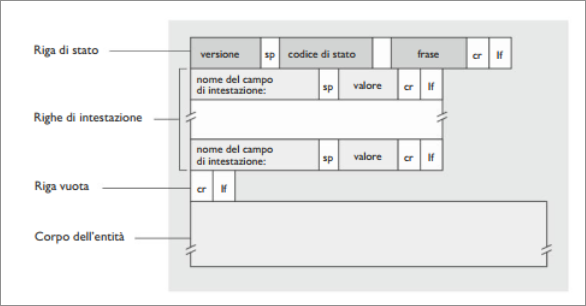 Riga di stato
versione sp codice di stato frase cr lf
Righe di intestazione
nome del campo
di intestazione: sp valore cr lf
nome del campo
di intestazione: sp valore cr lf
Riga vuota
cr lf
Corpo dell'entità